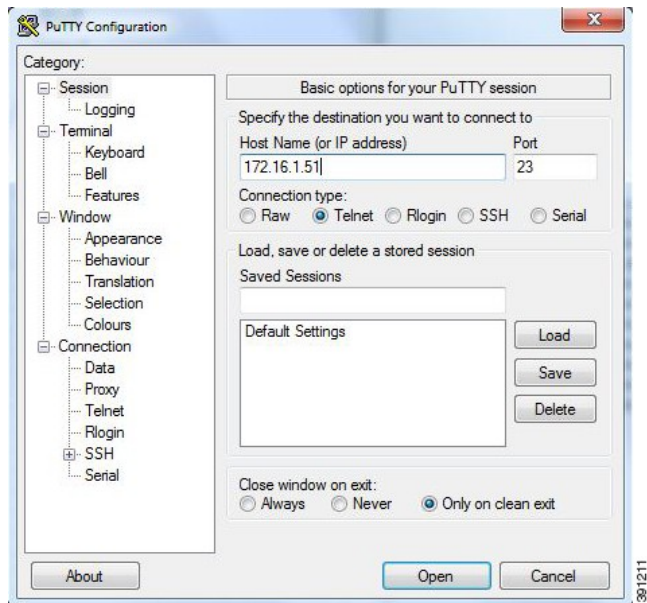 PuTTY Configuration
Category:
Session
Logging
Terminal
Keyboard
Bell
Features
Window
Appearance
Behaviour
Translation
Selection
Colours
Connection
Data
Proxy
Telnet
Rlogin
SSH
Serial
Basic options for your PuTTY session
Specify the destination you want to connect to
Host Name (or IP address) Port
172.16.1.51 23
Connection type:
Raw Telnet Rlogin SSH Serial
Load, save or delete a stored session
Saved Sessions
Default Settings
Load
Save
Delete
Close window on exit:
Always Never Only on clean exit
About Open Cancel
391211